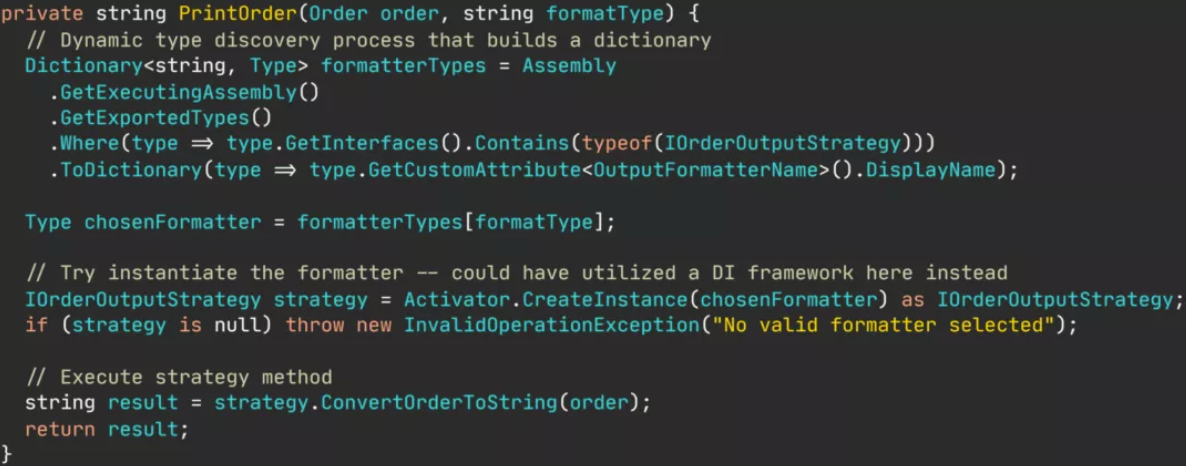 private string PrintOrder(Order order, string formatType) {
  // Dynamic type discovery process that builds a dictionary
  Dictionary<string, Type> formatterTypes = Assembly
    .GetExecutingAssembly()
    .GetExportedTypes()
    .Where(type ⇒ type.GetInterfaces().Contains(typeof(IOrderOutputStrategy)))
    .ToDictionary(type ⇒ type.GetCustomAttribute<OutputFormatterName>().DisplayName);
  Type chosenFormatter = formatterTypes[formatType];
  // Try instantiate the formatter -- could have utilized a DI framework here instead
  IOrderOutputStrategy strategy = Activator.CreateInstance(chosenFormatter) as IOrderOutputStrategy;
  if (strategy is null) throw new InvalidOperationException("No valid formatter selected");
  // Execute strategy method
  string result = strategy.ConvertOrderToString(order);
  return result;
}